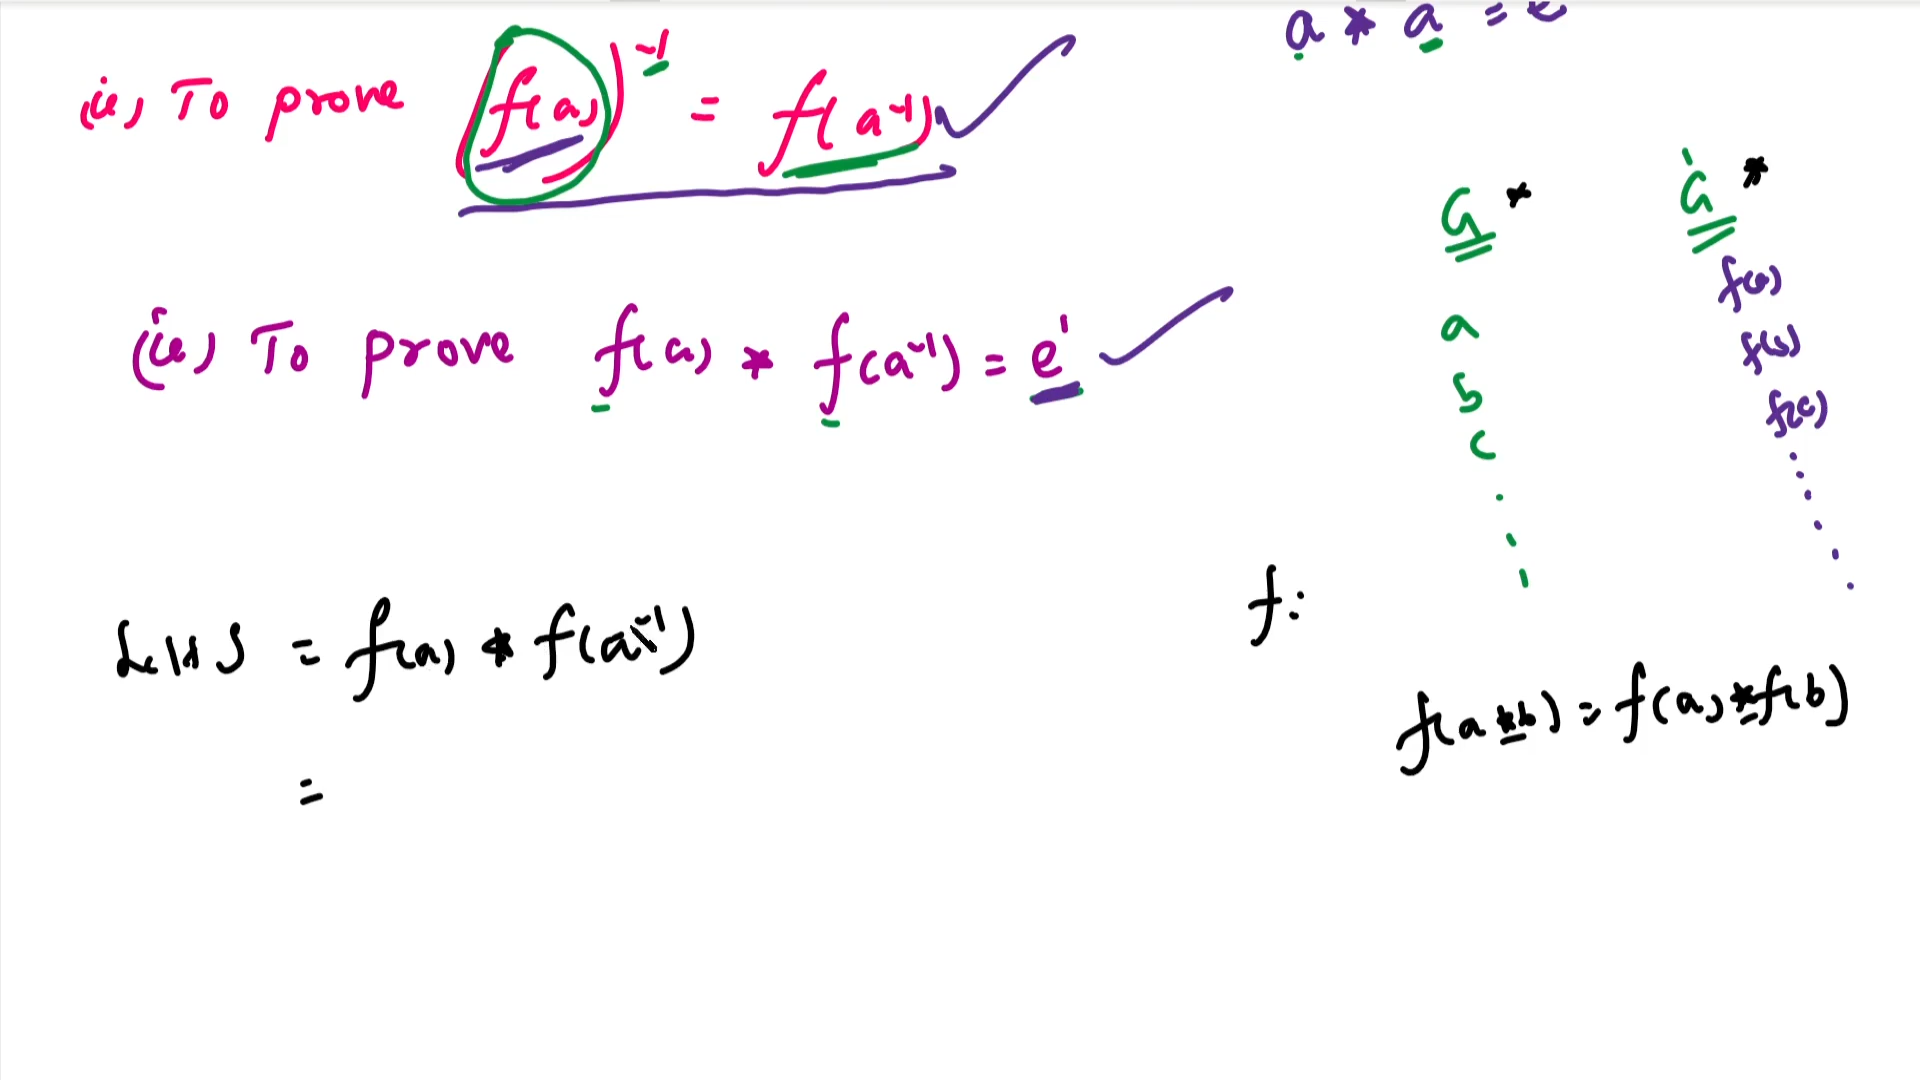 a * a = e
(ie) To prove (f(a))⁻¹ = f(a⁻¹)
G * G' *
f(a)
(ie) To prove f(a) * f(a⁻¹) = e'
a f(b)
b f(c)
c
LHS = f(a) * f(a⁻¹)
f:
f(a * b) = f(a) * f(b)
=